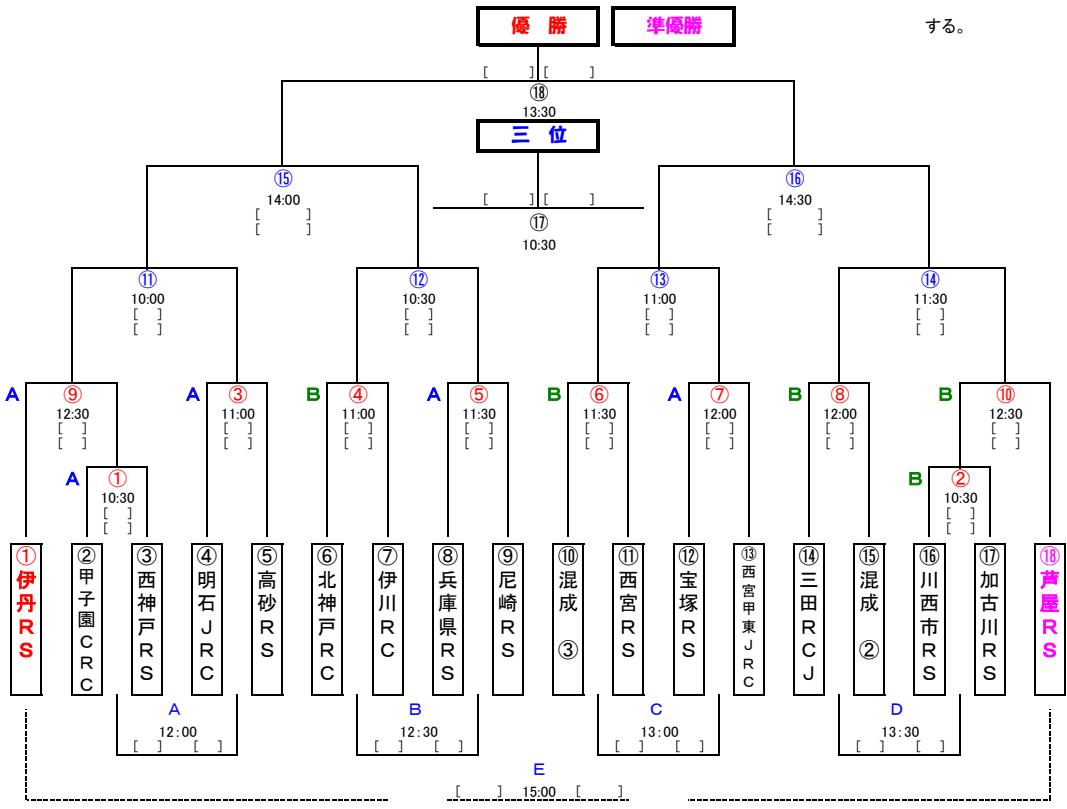 優 勝
準優勝
する。
[ ] [ ]
⑱
13:30
三 位
⑮
14:00
[ ]
[ ]
[ ] [ ]
⑰
10:30
⑯
14:30
[ ]
[ ]
⑪
10:00
[ ]
[ ]
⑫
10:30
[ ]
[ ]
⑬
11:00
[ ]
[ ]
⑭
11:30
[ ]
[ ]
A
⑨
12:30
[ ]
[ ]
A
③
11:00
[ ]
[ ]
B
④
11:00
[ ]
[ ]
A
⑤
11:30
[ ]
[ ]
B
⑥
11:30
[ ]
[ ]
A
⑦
12:00
[ ]
[ ]
B
⑧
12:00
[ ]
[ ]
B
⑩
12:30
[ ]
[ ]
A
①
10:30
[ ]
[ ]
B
②
10:30
[ ]
[ ]
①伊丹RS
②甲子園CRC
③西神戸RS
④明石JRC
⑤高砂RS
⑥北神戸RC
⑦伊川RC
⑧兵庫県RS
⑨尼崎RS
⑩混成 ③
⑪西宮RS
⑫宝塚RS
⑬西宮甲東JRC
⑭三田RCJ
⑮混成 ②
⑯川西市RS
⑰加古川RS
⑱芦屋RS
A
12:00
[ ] [ ]
B
12:30
[ ] [ ]
C
13:00
[ ] [ ]
D
13:30
[ ] [ ]
E
[ ] 15:00 [ ]